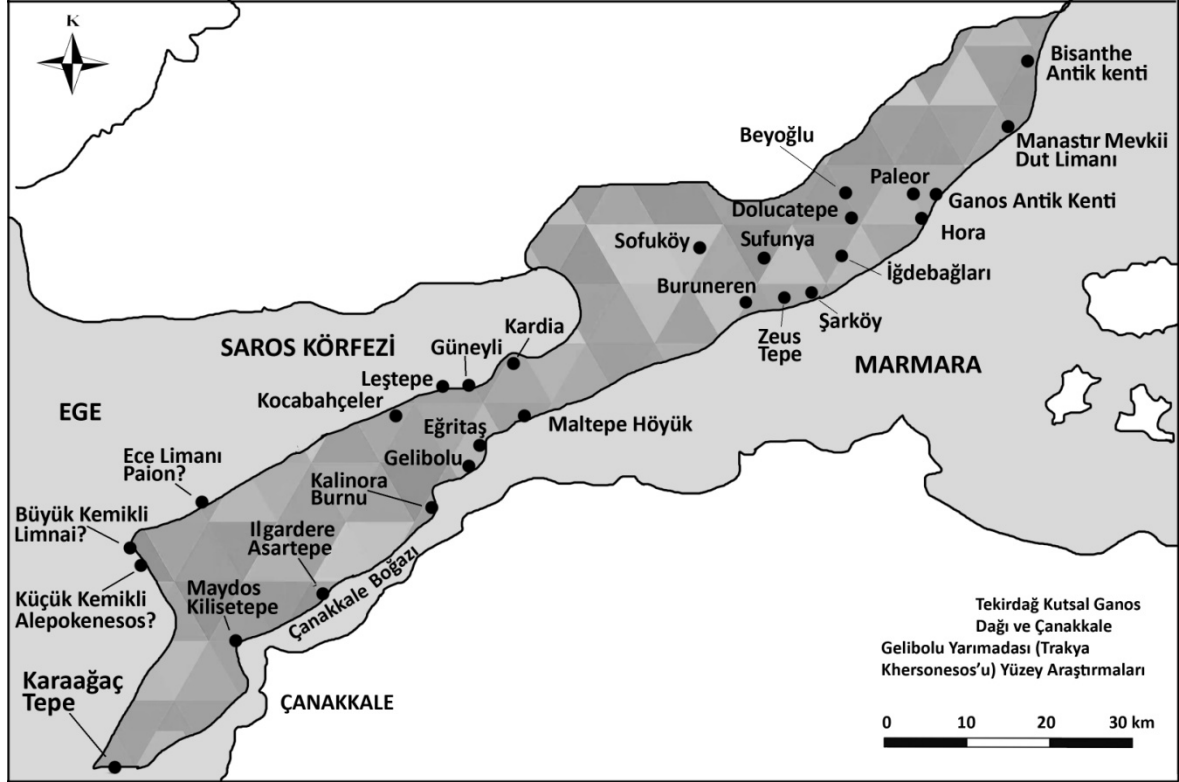 K
Bisanthe
Antik kenti
Beyoğlu
Manastır Mevkii
Dut Limanı
Paleor
Ganos Antik Kenti
Dolucatepe
Hora
Sofuköy
Sufunya
İğdebağları
Buruneren
Şarköy
Zeus
Tepe
Kardia
SAROS KÖRFEZİ
Güneyli
MARMARA
Leştepe
Kocabahçeler
EGE
Maltepe Höyük
Eğritaş
Gelibolu
Ece Limanı
Paion?
Kalinora
Burnu
Büyük Kemikli
Limnai?
Ilgardere
Asartepe
Çanakkale Boğazı
Maydos
Kilisetepe
Küçük Kemikli
Alepokenesos?
Karaağaç
Tepe
ÇANAKKALE
Tekirdağ Kutsal Ganos
Dağı ve Çanakkale
Gelibolu Yarımadası (Trakya
Khersonesos'u) Yüzey Araştırmaları
0 10 20 30 km